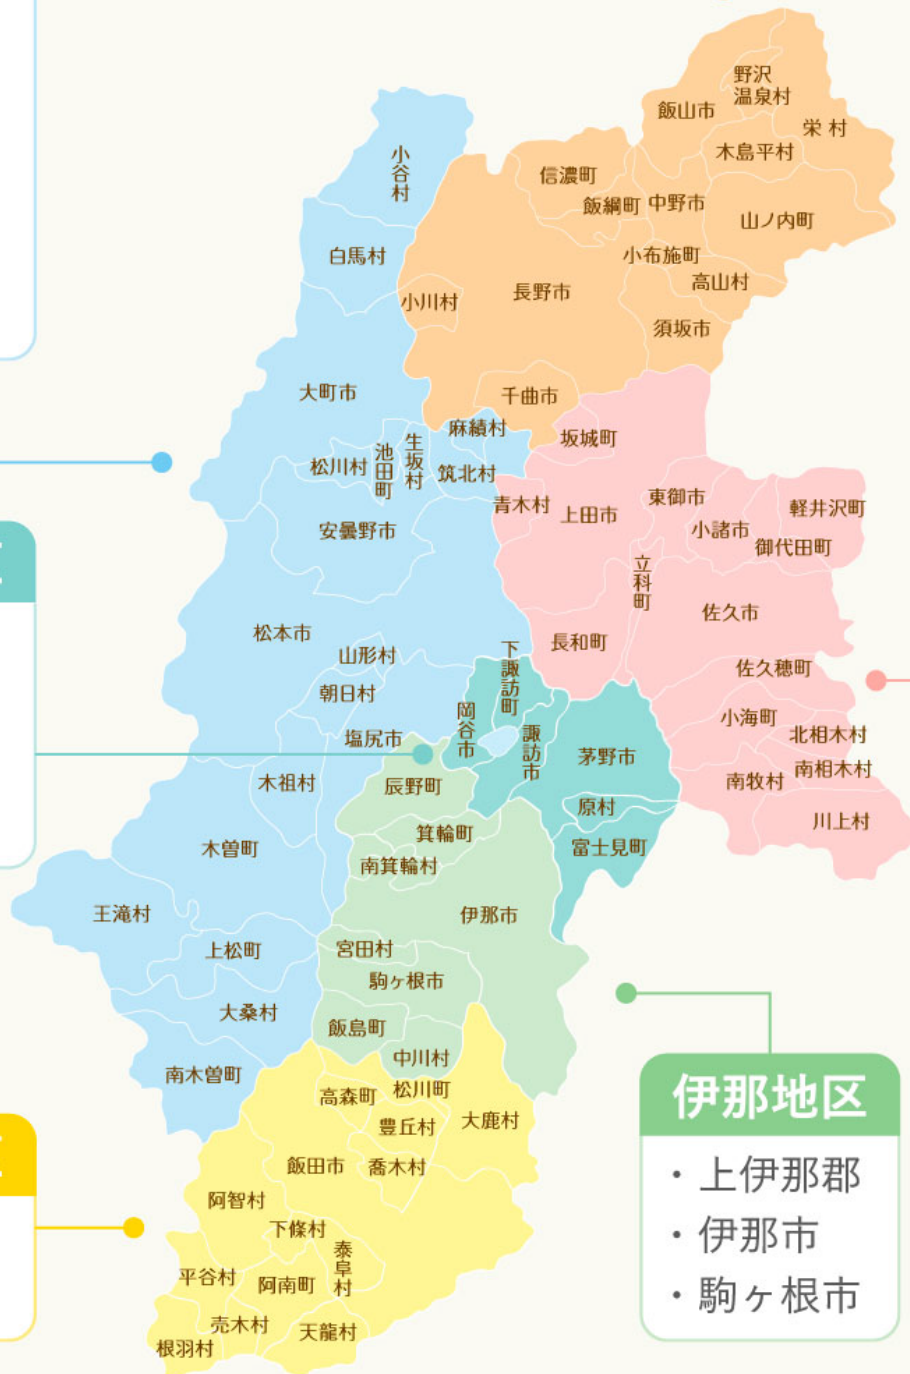 野沢
温泉村
飯山市
栄村
木島平村
小谷村
信濃町
飯綱町
中野市
山ノ内町
白馬村
小布施町
高山村
小川村
長野市
須坂市
大町市
千曲市
麻績村
坂城町
生坂村
池田町
松川村
筑北村
青木村
上田市
東御市
軽井沢町
小諸市
御代田町
安曇野市
立科町
佐久市
松本市
長和町
山形村
下諏訪町
佐久穂町
朝日村
岡谷市
小海町
北相木村
塩尻市
諏訪市
茅野市
南相木村
南牧村
木祖村
辰野町
原村
川上村
箕輪町
木曽町
富士見町
南箕輪村
王滝村
伊那市
上松町
宮田村
駒ヶ根市
大桑村
飯島町
中川村
南木曽町
高森町
松川町
豊丘村
大鹿村
飯田市
喬木村
阿智村
下條村
泰阜村
平谷村
阿南町
売木村
天龍村
根羽村
伊那地区
・上伊那郡
・伊那市
・駒ヶ根市